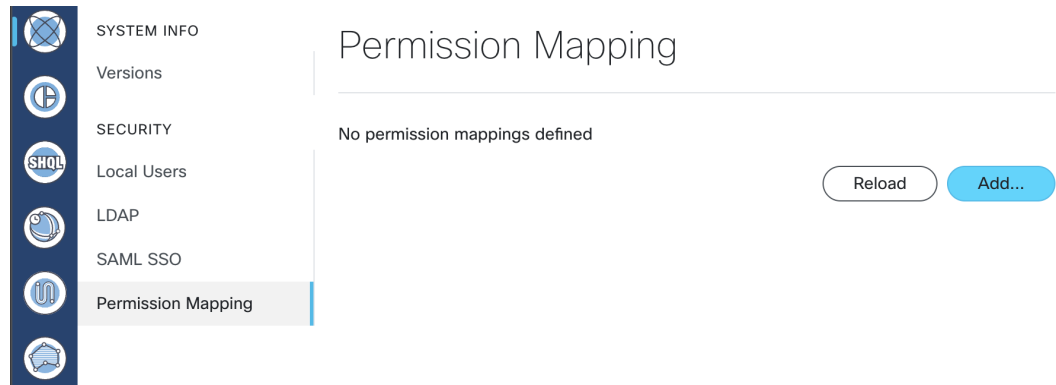 SYSTEM INFO
Versions
SECURITY
SHQL
Local Users
LDAP
SAML SSO
Permission Mapping
Permission Mapping
No permission mappings defined
Reload
Add...